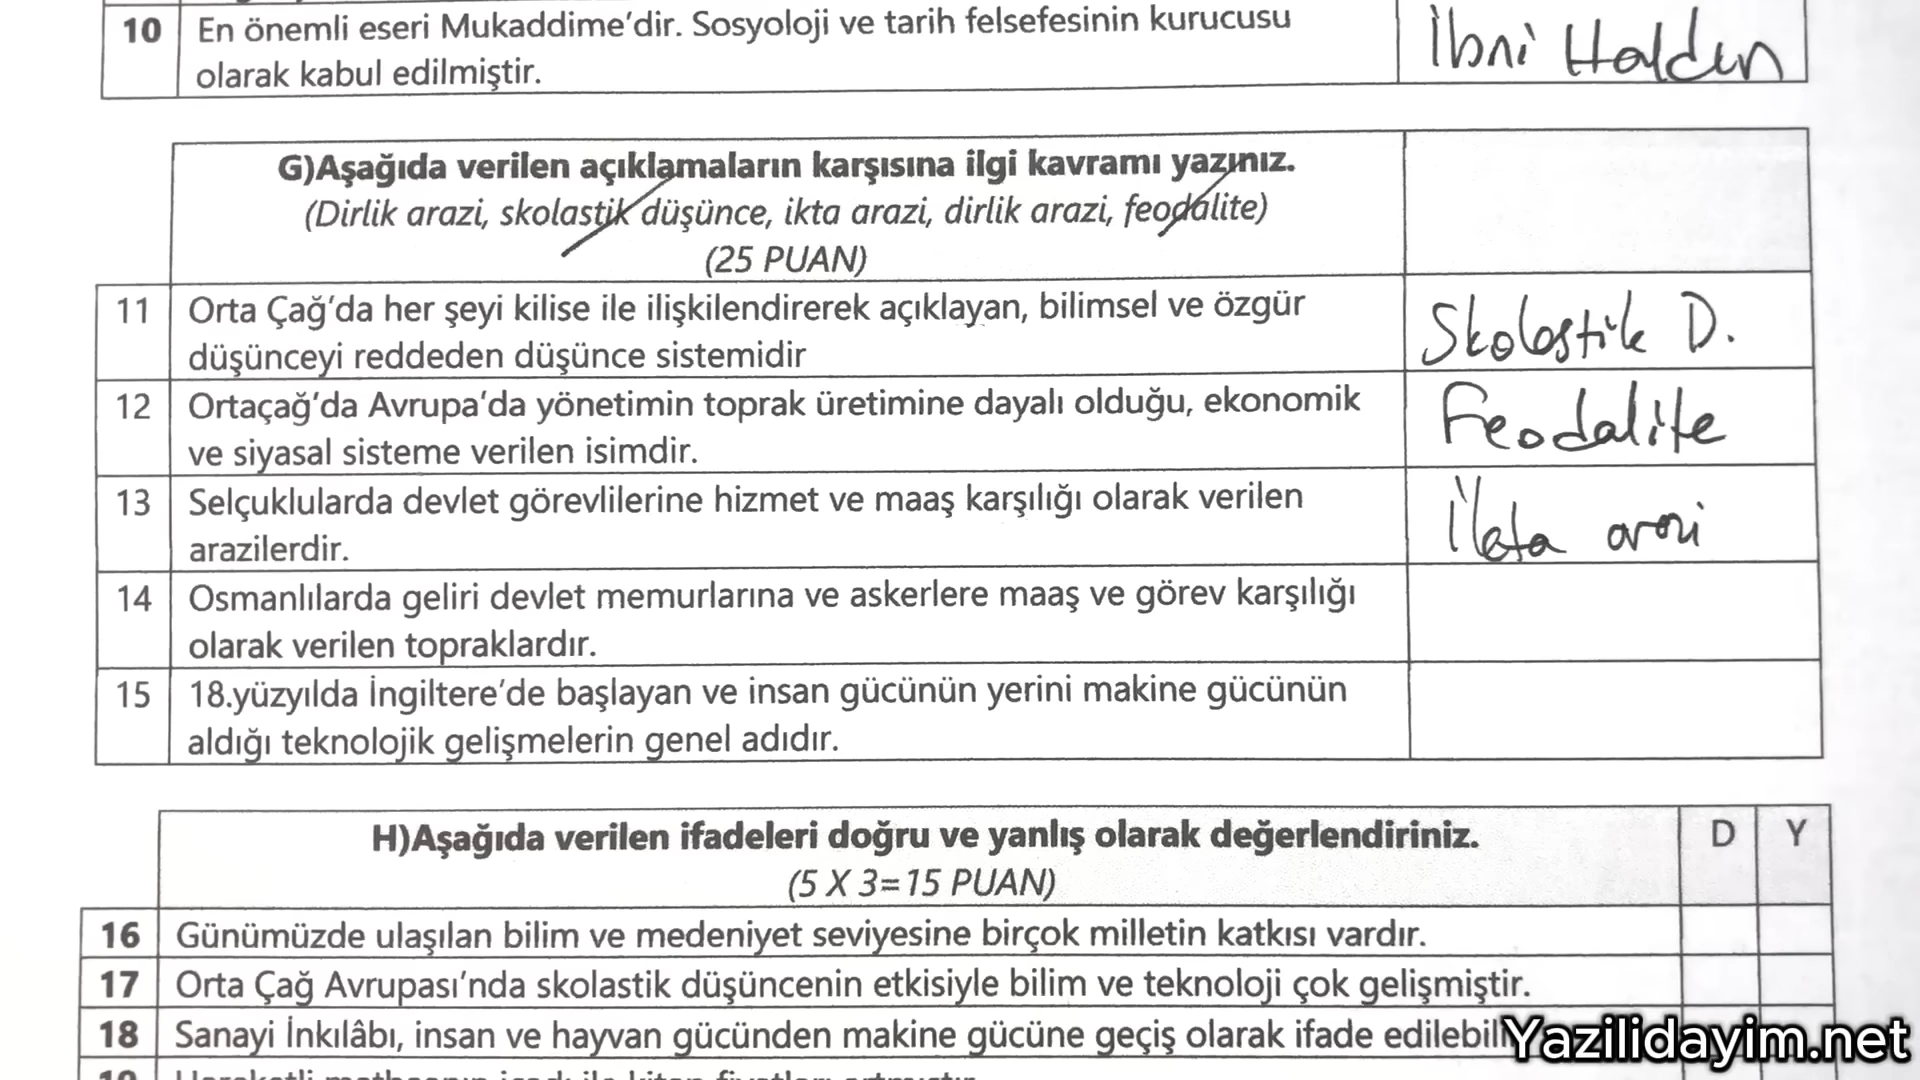 10 En önemli eseri Mukaddime'dir. Sosyoloji ve tarih felsefesinin kurucusu
olarak kabul edilmiştir.
İbni Haldun
G)Aşağıda verilen açıklamaların karşısına ilgi kavramı yazınız.
(Dirlik arazi, skolastik düşünce, ikta arazi, dirlik arazi, feodalite)
(25 PUAN)
11 Orta Çağ'da her şeyi kilise ile ilişkilendirerek açıklayan, bilimsel ve özgür
düşünceyi reddeden düşünce sistemidir
Skolastik D.
12 Ortaçağ'da Avrupa'da yönetimin toprak üretimine dayalı olduğu, ekonomik
ve siyasal sisteme verilen isimdir.
Feodalite
13 Selçuklularda devlet görevlilerine hizmet ve maaş karşılığı olarak verilen
arazilerdir.
İkta arazi
14 Osmanlılarda geliri devlet memurlarına ve askerlere maaş ve görev karşılığı
olarak verilen topraklardır.
15 18.yüzyılda İngiltere'de başlayan ve insan gücünün yerini makine gücünün
aldığı teknolojik gelişmelerin genel adıdır.
H)Aşağıda verilen ifadeleri doğru ve yanlış olarak değerlendiriniz. D Y
(5 X 3=15 PUAN)
16 Günümüzde ulaşılan bilim ve medeniyet seviyesine birçok milletin katkısı vardır.
17 Orta Çağ Avrupası'nda skolastik düşüncenin etkisiyle bilim ve teknoloji çok gelişmiştir.
18 Sanayi İnkılâbı, insan ve hayvan gücünden makine gücüne geçiş olarak ifade edilebili
Yazilidayim.net